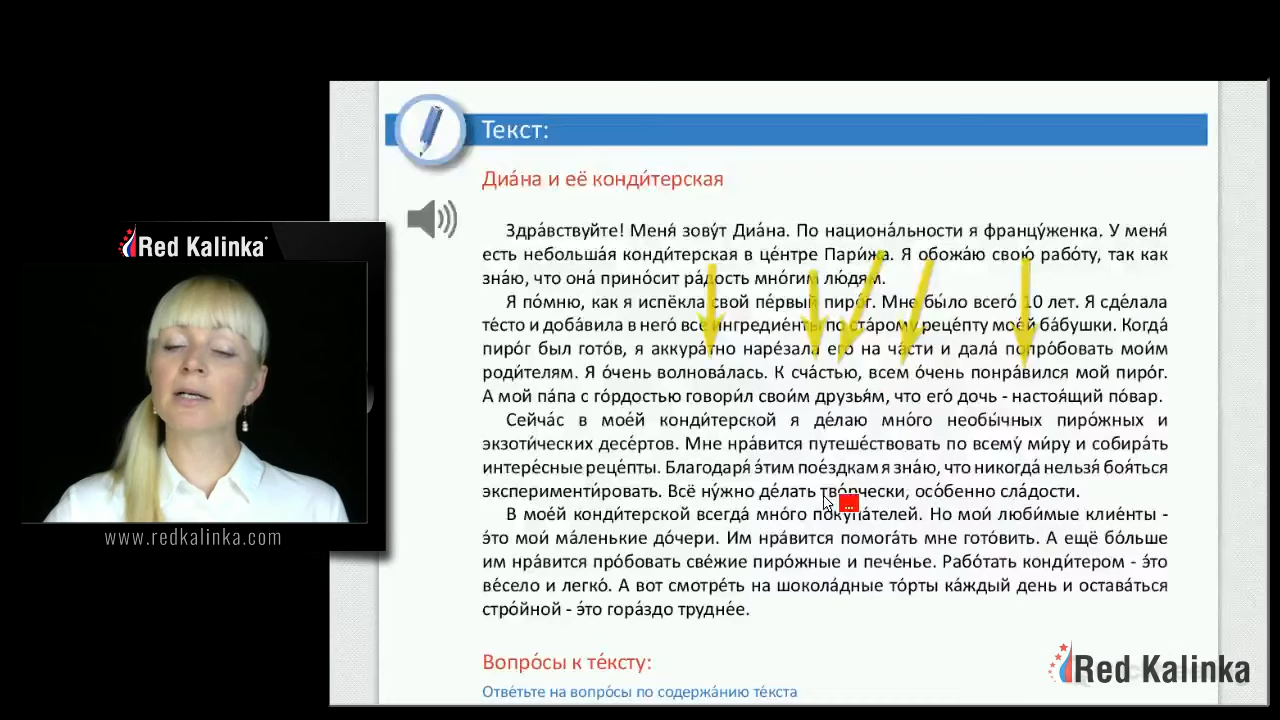 Red Kalinka
www.redkalinka.com
Текст:
Диа́на и её конди́терская
Здра́вствуйте! Меня́ зову́т Диа́на. По национа́льности я францу́женка. У меня́
есть небольша́я конди́терская в це́нтре Пари́жа. Я обожа́ю свою́ рабо́ту, так как
зна́ю, что она́ прино́сит ра́дость мно́гим лю́дям.
Я по́мню, как я испекла́ свой пе́рвый пиро́г. Мне бы́ло всего́ 10 лет. Я сде́лала
те́сто и доба́вила в него́ все ингредие́нты по ста́рому реце́пту мое́й ба́бушки. Когда́
пиро́г был гото́в, я аккура́тно наре́зала его́ на ча́сти и дала́ попро́бовать мои́м
роди́телям. Я о́чень волнова́лась. К сча́стью, всем о́чень понра́вился мой пиро́г.
А мой па́па с го́рдостью говори́л свои́м друзья́м, что его́ дочь - настоя́щий по́вар.
Сейча́с в мое́й конди́терской я де́лаю мно́го необы́чных пиро́жных и
экзоти́ческих десе́ртов. Мне нра́вится путеше́ствовать по всему́ ми́ру и собира́ть
интере́сные реце́пты. Благодаря́ э́тим пое́здкам я зна́ю, что никогда́ нельзя́ боя́ться
эксперименти́ровать. Всё ну́жно де́лать тво́рчески, осо́бенно сла́дости.
В мое́й конди́терской всегда́ мно́го покупа́телей. Но мои́ люби́мые клие́нты -
э́то мои́ ма́ленькие до́чери. Им нра́вится помога́ть мне гото́вить. А ещё бо́льше
им нра́вится про́бовать све́жие пиро́жные и пече́нье. Рабо́тать конди́тером - э́то
ве́село и легко́. А вот смотре́ть на шокола́дные то́рты ка́ждый день и остава́ться
стро́йной - э́то гора́здо трудне́е.
Вопро́сы к те́ксту:
Отве́тьте на вопро́сы по содержа́нию те́кста
Red Kalinka